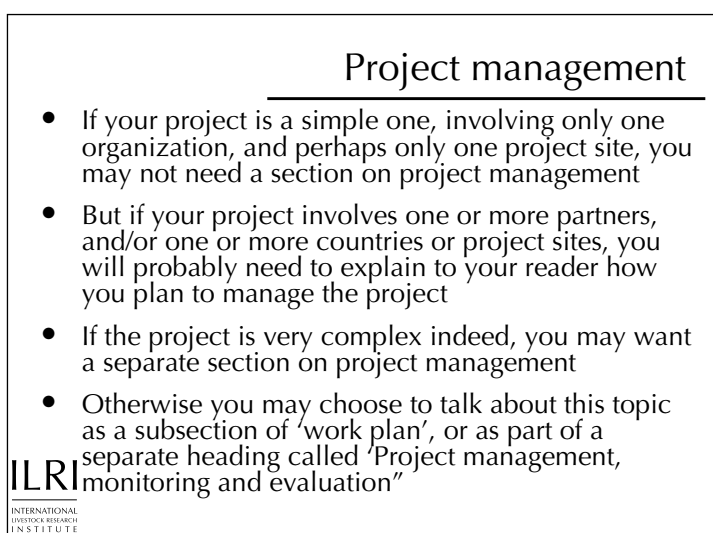 Project management
• If your project is a simple one, involving only one
organization, and perhaps only one project site, you
may not need a section on project management
• But if your project involves one or more partners,
and/or one or more countries or project sites, you
will probably need to explain to your reader how
you plan to manage the project
• If the project is very complex indeed, you may want
a separate section on project management
• Otherwise you may choose to talk about this topic
as a subsection of ‘work plan’, or as part of a
separate heading called ‘Project management,
monitoring and evaluation”
ILRI
INTERNATIONAL
LIVESTOCK RESEARCH
INSTITUTE